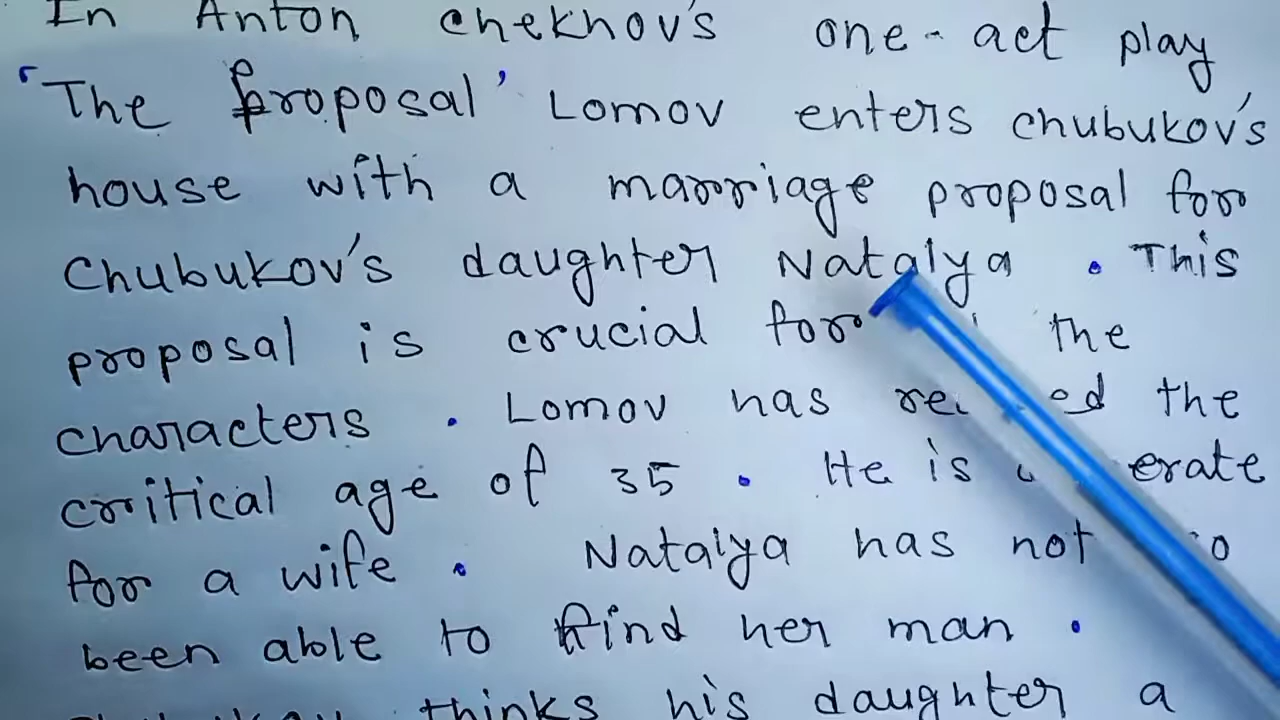 In Anton chekhov's one-act play
'The proposal' Lomov enters chubukov's
house with a marriage proposal for
Chubukov's daughter Natalya. This
proposal is crucial for the
characters. Lomov has the
critical age of 35. He is
for a wife. Natalya has not
been able to find her man.
thinks his daughter a